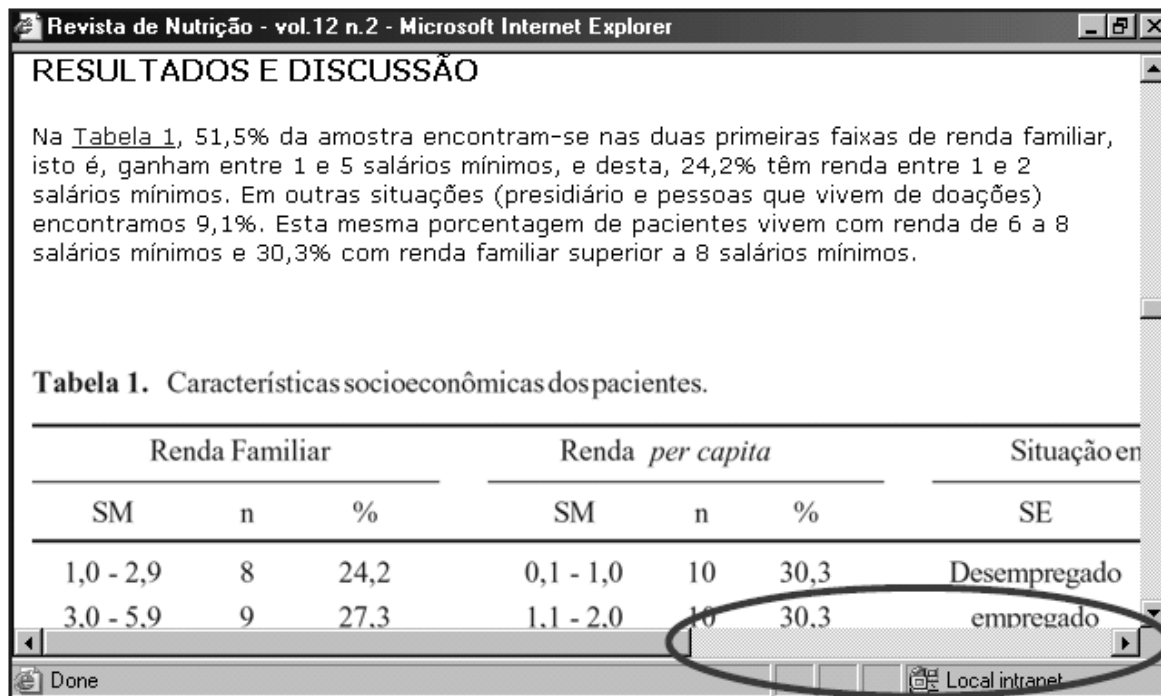 Revista de Nutrição - vol.12 n.2 - Microsoft Internet Explorer
RESULTADOS E DISCUSSÃO
Na Tabela 1, 51,5% da amostra encontram-se nas duas primeiras faixas de renda familiar,
isto é, ganham entre 1 e 5 salários mínimos, e desta, 24,2% têm renda entre 1 e 2
salários mínimos. Em outras situações (presidiário e pessoas que vivem de doações)
encontramos 9,1%. Esta mesma porcentagem de pacientes vivem com renda de 6 a 8
salários mínimos e 30,3% com renda familiar superior a 8 salários mínimos.
Tabela 1. Características socioeconômicas dos pacientes.
Renda Familiar Renda per capita Situação en
SM n % SM n % SE
1,0 - 2,9 8 24,2 0,1 - 1,0 10 30,3 Desempregado
3,0 - 5,9 9 27,3 1,1 - 2,0 10 30,3 empregado
Done Local intranet